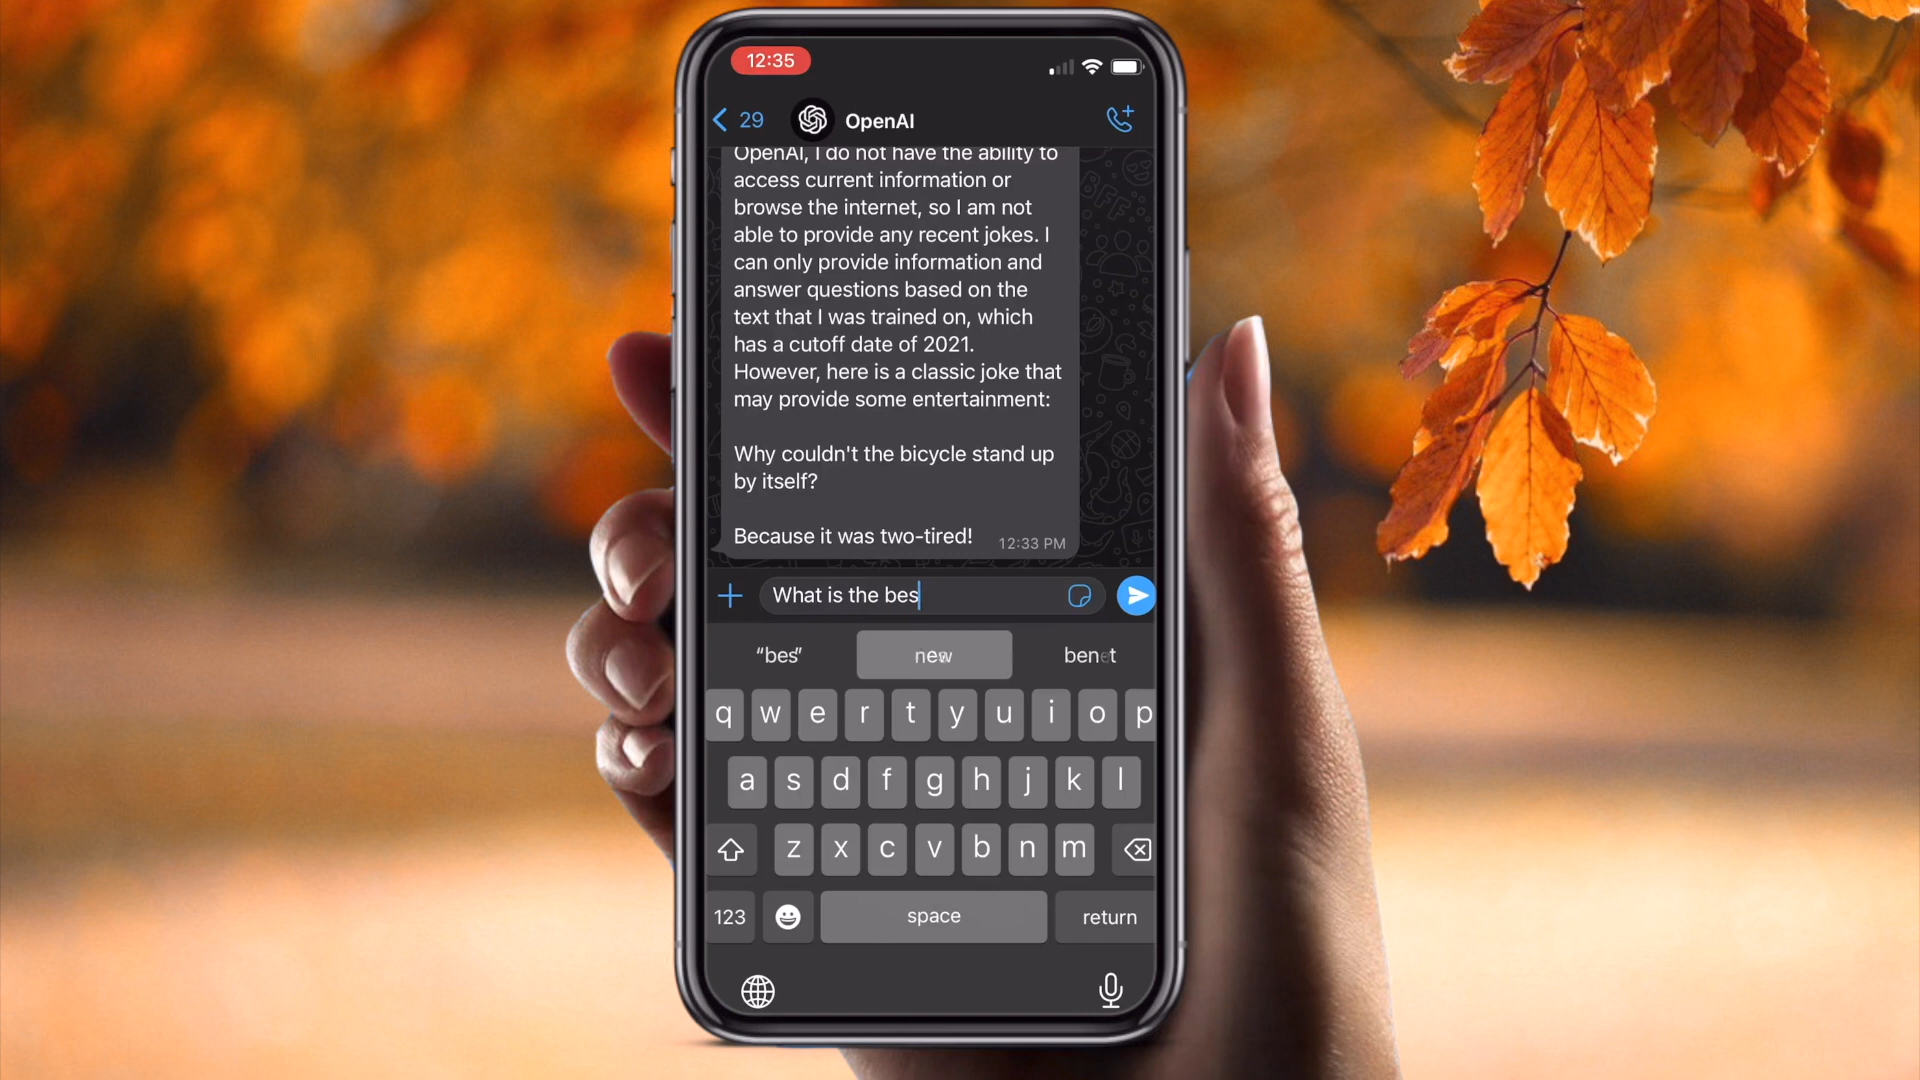 12:35
29 OpenAI
OpenAI, I do not have the ability to
access current information or
browse the internet, so I am not
able to provide any recent jokes. I
can only provide information and
answer questions based on the
text that I was trained on, which
has a cutoff date of 2021.
However, here is a classic joke that
may provide some entertainment:
Why couldn't the bicycle stand up
by itself?
Because it was two-tired! 12:33 PM
What is the bes
“bes” new
q w e r t y u i o p
a s d f g h j k l
z x c v b n m
123 space return